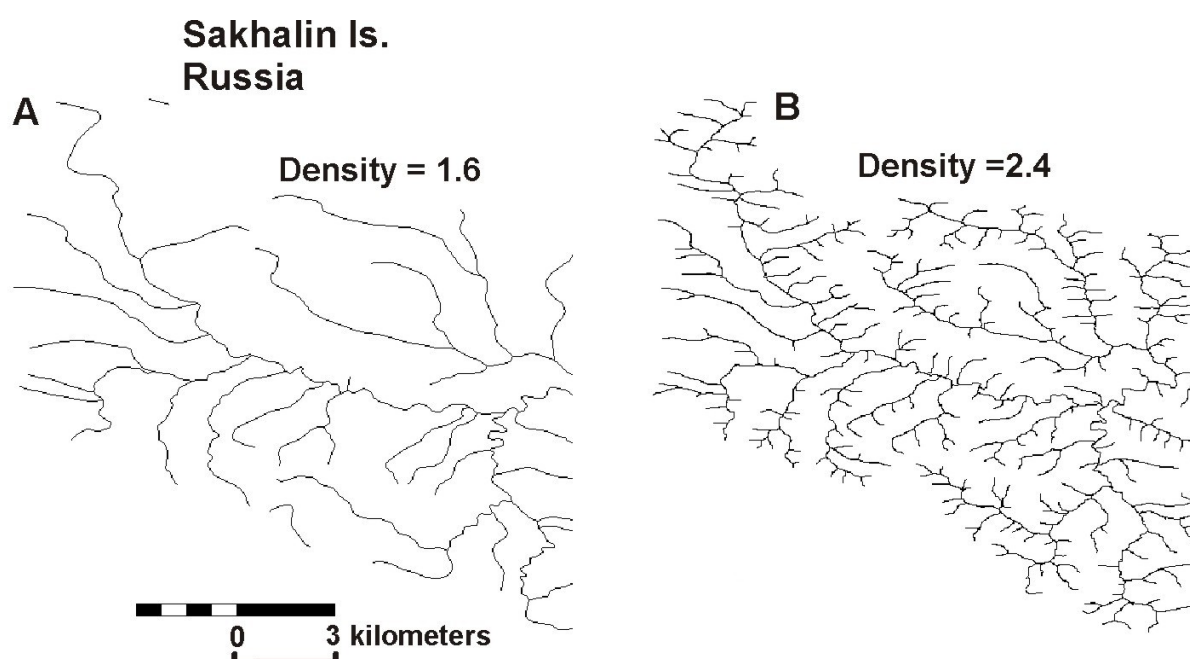 Sakhalin Is.
Russia
A
B
Density = 1.6
Density =2.4
0
3 kilometers